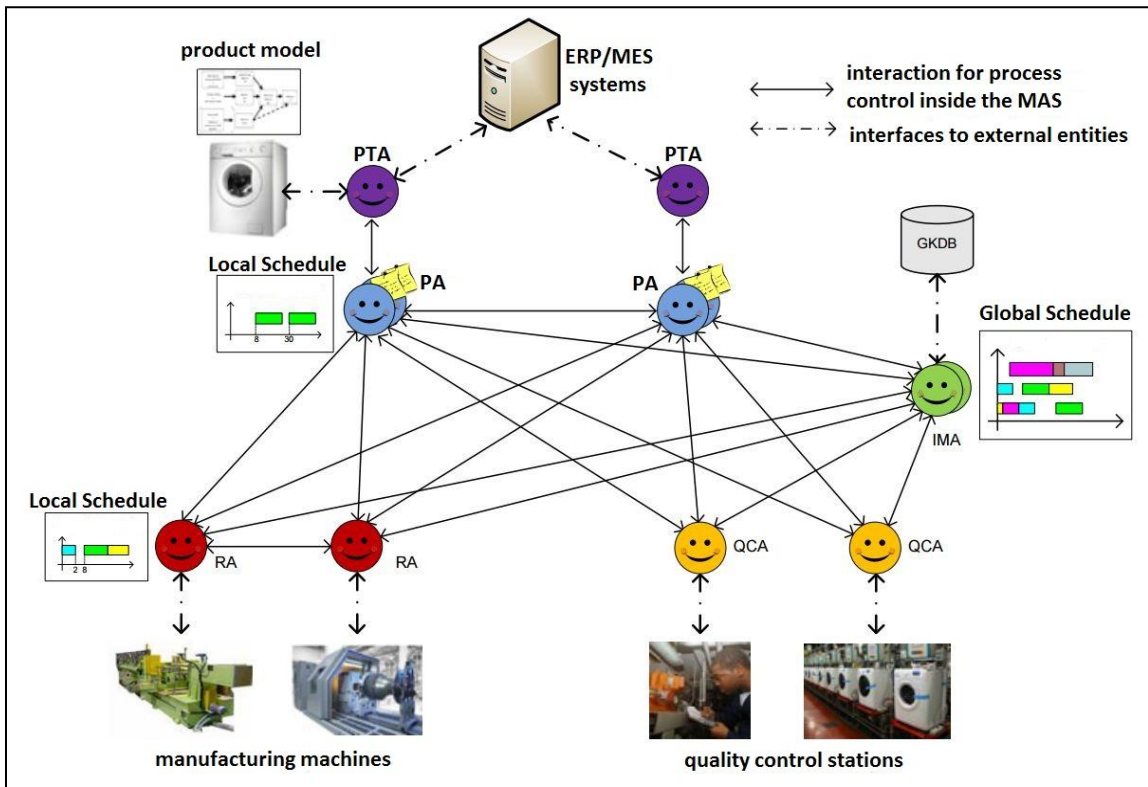 product model
ERP/MES
systems
interaction for process
control inside the MAS
interfaces to external entities
PTA
PTA
GKDB
Local Schedule
PA
PA
8 30
Global Schedule
IMA
Local Schedule
2 8
RA
RA
QCA
QCA
manufacturing machines
quality control stations